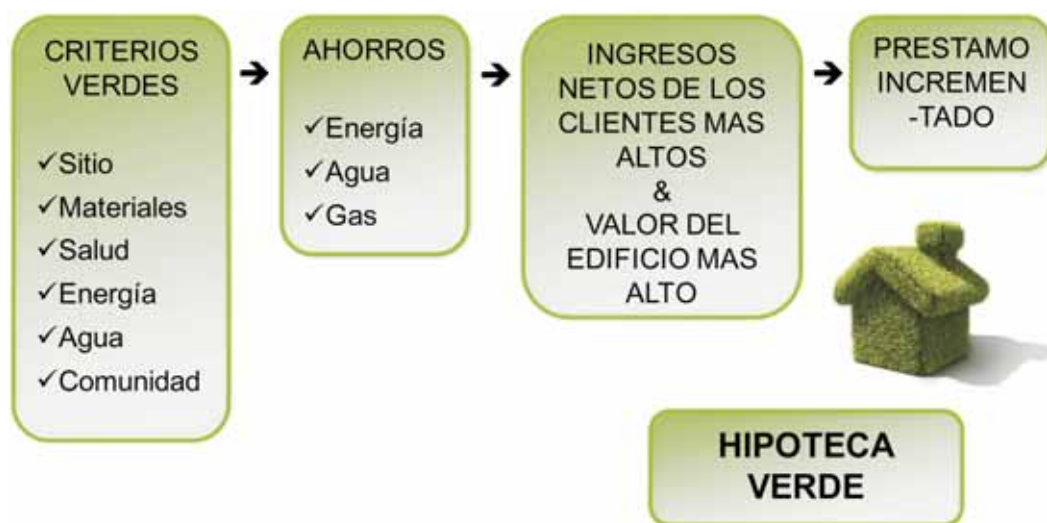 CRITERIOS
VERDES
✓Sitio
✓Materiales
✓Salud
✓Energía
✓Agua
✓Comunidad
AHORROS
✓Energía
✓Agua
✓Gas
INGRESOS
NETOS DE LOS
CLIENTES MAS
ALTOS
&
VALOR DEL
EDIFICIO MAS
ALTO
PRESTAMO
INCREMEN
-TADO
HIPOTECA
VERDE